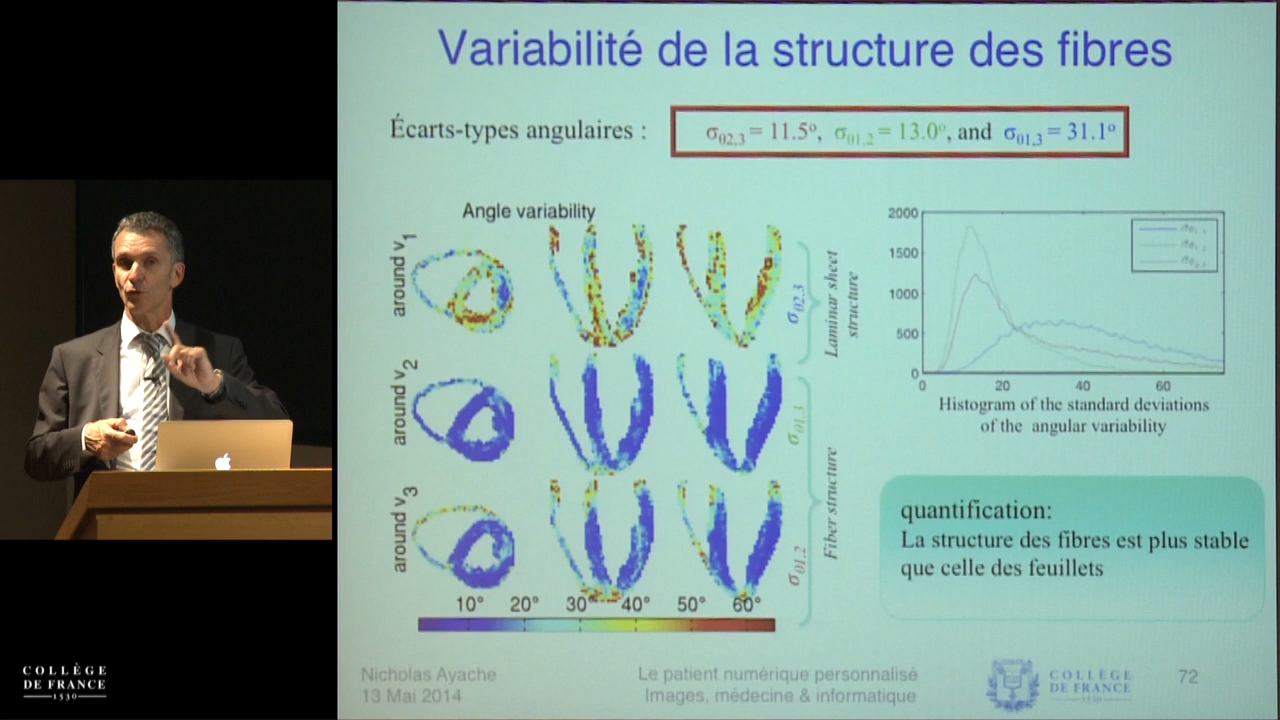 Variabilité de la structure des fibres
Écarts-types angulaires : σ02,3 = 11.5º, σ01,2 = 13.0º, and σ01,3 = 31.1º
Angle variability
around v1
around v2
around v3
10° 20° 30° 40° 50° 60°
σ02,3
σ01,3
σ01,2
Laminar sheet
structure
Fiber structure
2000
1500
1000
500
0
0 20 40 60
Histogram of the standard deviations
of the angular variability
quantification:
La structure des fibres est plus stable
que celle des feuillets
Nicholas Ayache
13 Mai 2014
Le patient numérique personnalisé
Images, médecine & informatique
COLLÈGE
DE FRANCE
1530
72
COLLÈGE
DE FRANCE
1530